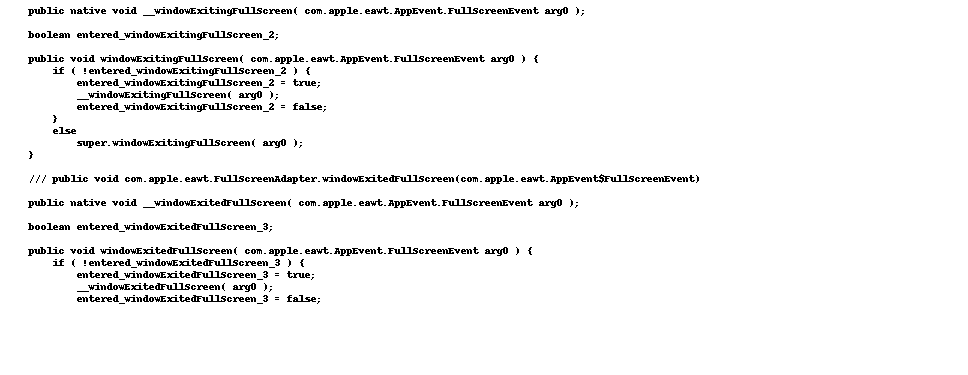 public native void __windowExitingFullScreen( com.apple.eawt.AppEvent.FullScreenEvent arg0 );
boolean entered_windowExitingFullScreen_2;
public void windowExitingFullScreen( com.apple.eawt.AppEvent.FullScreenEvent arg0 ) {
if ( !entered_windowExitingFullScreen_2 ) {
entered_windowExitingFullScreen_2 = true;
__windowExitingFullScreen( arg0 );
entered_windowExitingFullScreen_2 = false;
}
else
super.windowExitingFullScreen( arg0 );
}
/// public void com.apple.eawt.FullScreenAdapter.windowExitedFullScreen(com.apple.eawt.AppEvent$FullScreenEvent)
public native void __windowExitedFullScreen( com.apple.eawt.AppEvent.FullScreenEvent arg0 );
boolean entered_windowExitedFullScreen_3;
public void windowExitedFullScreen( com.apple.eawt.AppEvent.FullScreenEvent arg0 ) {
if ( !entered_windowExitedFullScreen_3 ) {
entered_windowExitedFullScreen_3 = true;
__windowExitedFullScreen( arg0 );
entered_windowExitedFullScreen_3 = false;